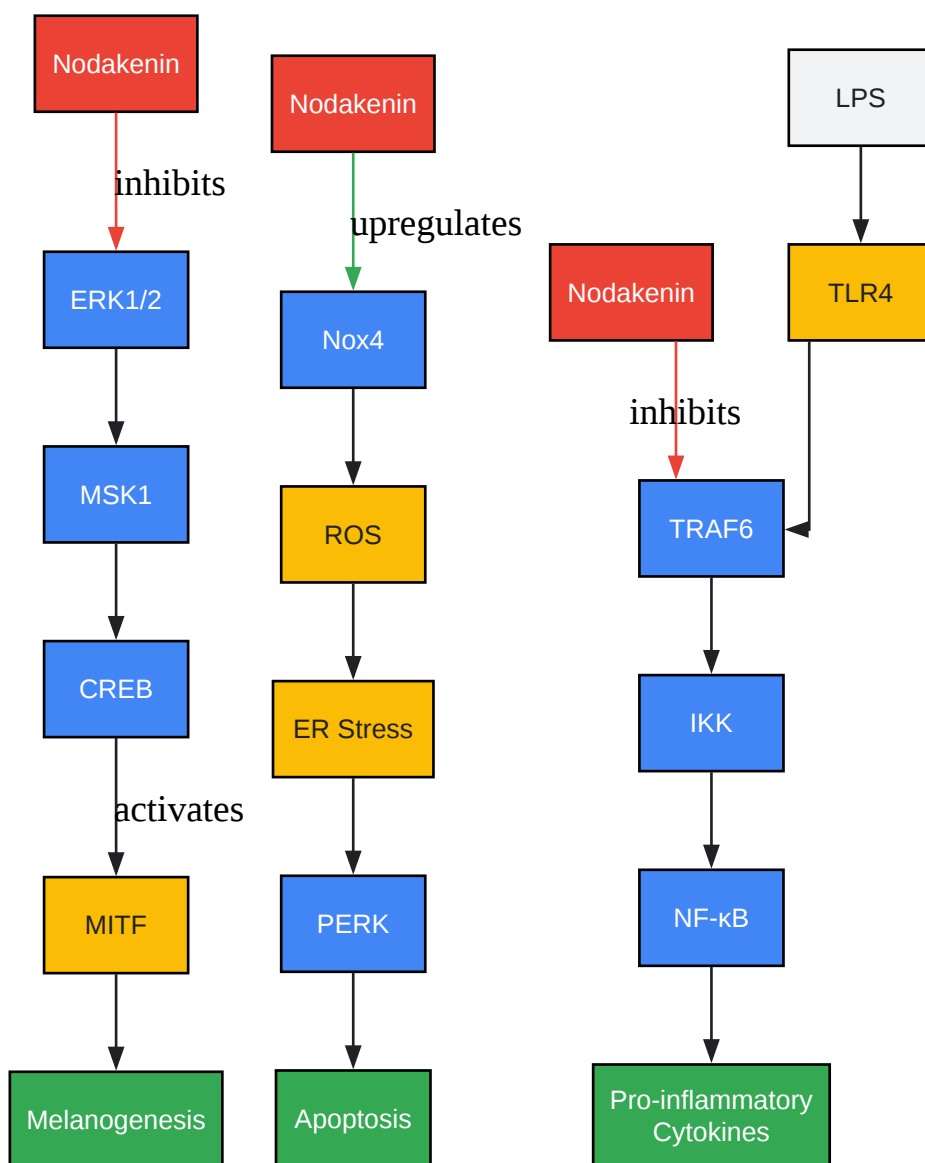 Nodakenin
inhibits
ERK1/2
MSK1
CREB
activates
MITF
Melanogenesis
Nodakenin
upregulates
Nox4
ROS
ER Stress
PERK
Apoptosis
LPS
TLR4
Nodakenin
inhibits
TRAF6
IKK
NF-κB
Pro-inflammatory
Cytokines